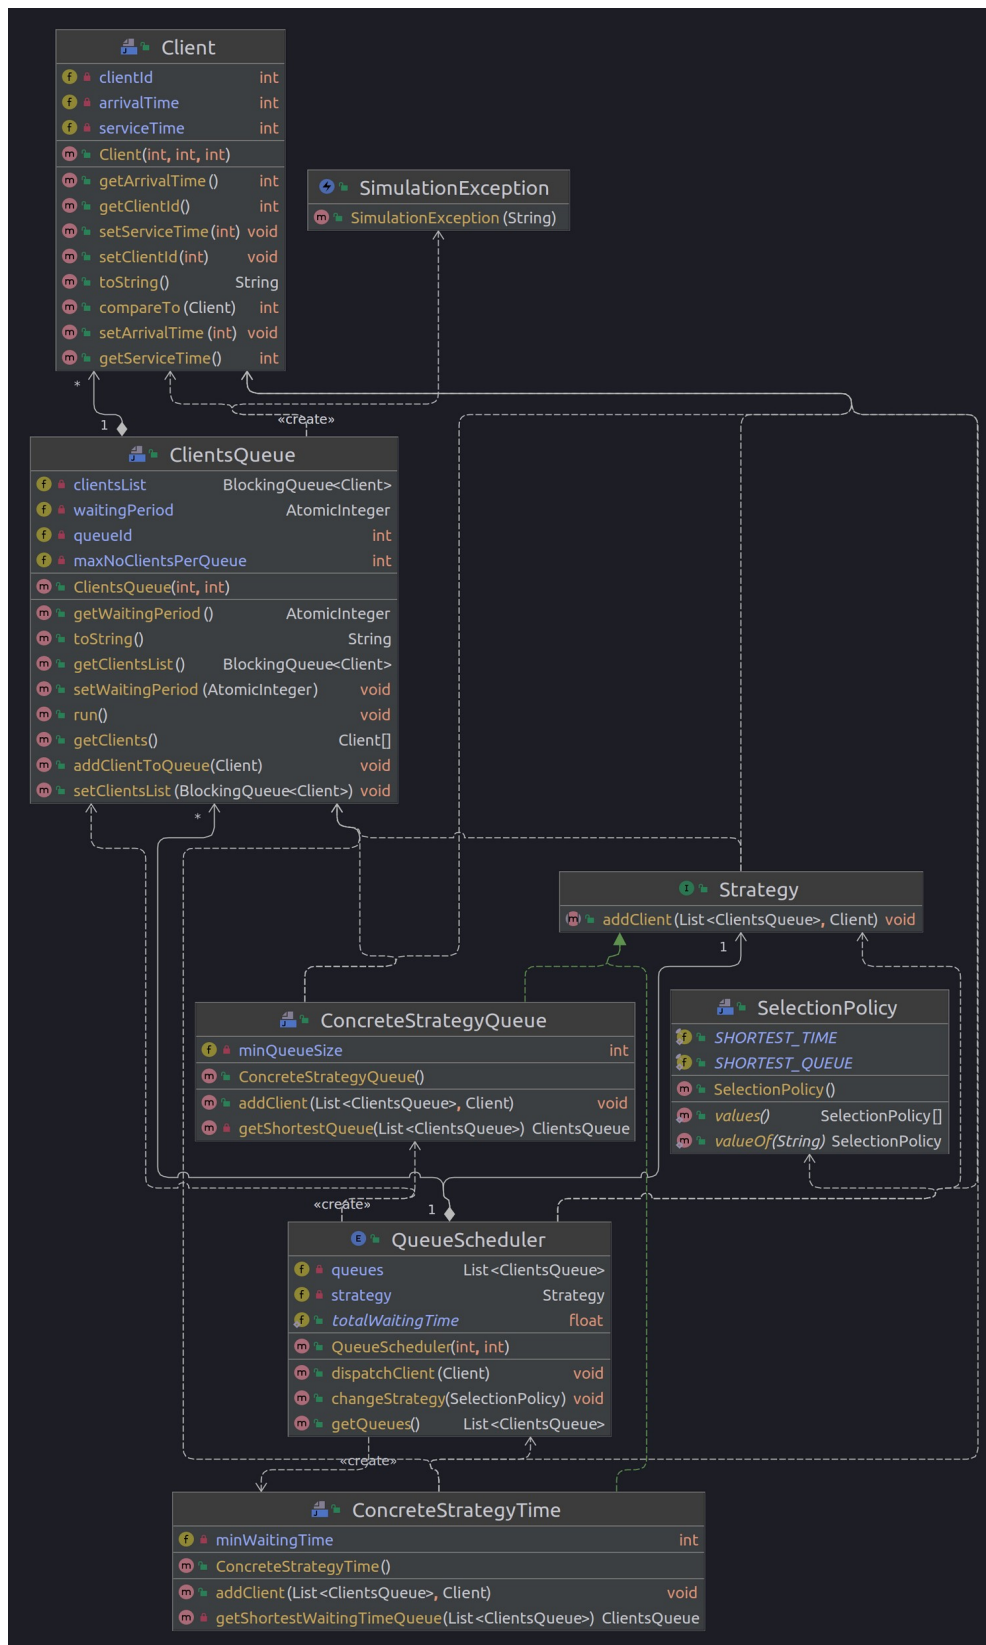 Client
clientId int
arrivalTime int
serviceTime int
Client(int, int, int)
getArrivalTime() int
getClientId() int
setServiceTime(int) void
setClientId(int) void
toString() String
compareTo(Client) int
setArrivalTime(int) void
getServiceTime() int
SimulationException
SimulationException(String)
*
1
«create»
ClientsQueue
clientsList BlockingQueue<Client>
waitingPeriod AtomicInteger
queueId int
maxNoClientsPerQueue int
ClientsQueue(int, int)
getWaitingPeriod() AtomicInteger
toString() String
getClientsList() BlockingQueue<Client>
setWaitingPeriod(AtomicInteger) void
run() void
getClients() Client[]
addClientToQueue(Client) void
setClientsList(BlockingQueue<Client>) void
*
Strategy
addClient(List<ClientsQueue>, Client) void
1
ConcreteStrategyQueue
minQueueSize int
ConcreteStrategyQueue()
addClient(List<ClientsQueue>, Client) void
getShortestQueue(List<ClientsQueue>) ClientsQueue
SelectionPolicy
SHORTEST_TIME
SHORTEST_QUEUE
SelectionPolicy()
values() SelectionPolicy[]
valueOf(String) SelectionPolicy
«create»
1
QueueScheduler
queues List<ClientsQueue>
strategy Strategy
totalWaitingTime float
QueueScheduler(int, int)
dispatchClient(Client) void
changeStrategy(SelectionPolicy) void
getQueues() List<ClientsQueue>
«create»
ConcreteStrategyTime
minWaitingTime int
ConcreteStrategyTime()
addClient(List<ClientsQueue>, Client) void
getShortestWaitingTimeQueue(List<ClientsQueue>) ClientsQueue